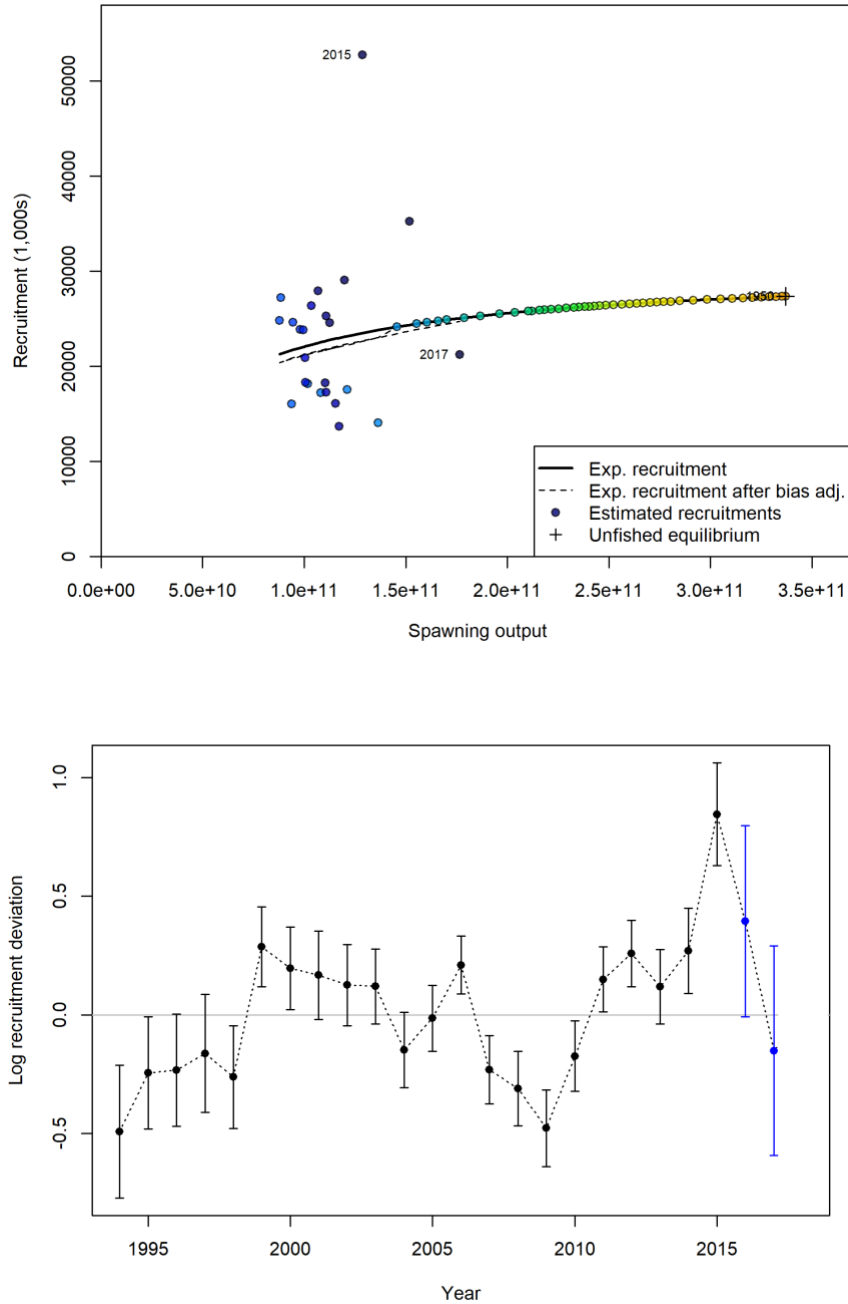 50000
40000
30000
20000
10000
0
Recruitment (1,000s)
2015
2017
1950
Exp. recruitment
Exp. recruitment after bias adj.
Estimated recruitments
Unfished equilibrium
0.0e+00 5.0e+10 1.0e+11 1.5e+11 2.0e+11 2.5e+11 3.0e+11 3.5e+11
Spawning output
1.0
0.5
0.0
-0.5
Log recruitment deviation
1995 2000 2005 2010 2015
Year